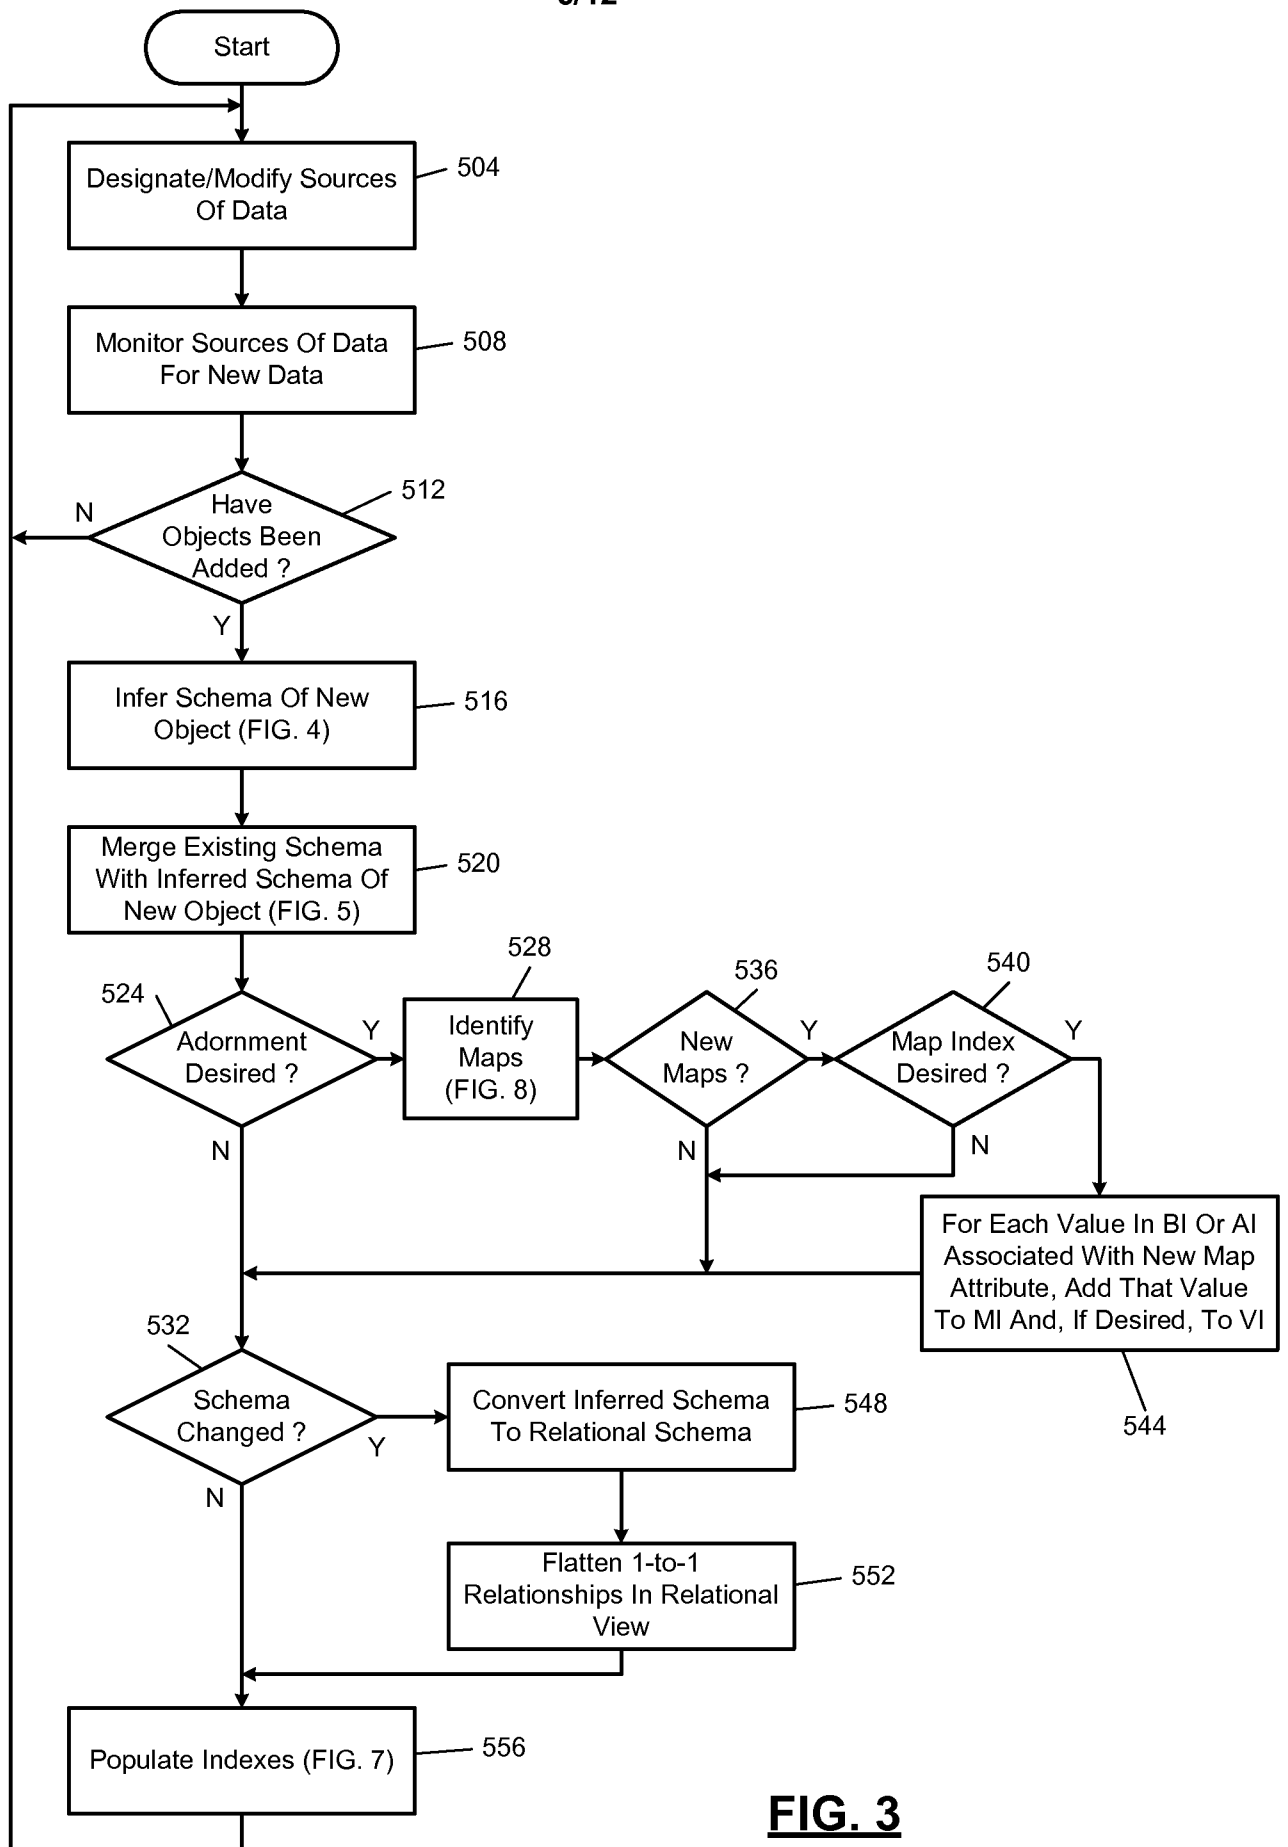 Start
Designate/Modify Sources
Of Data
504
Monitor Sources Of Data
For New Data
508
Have
Objects Been
Added ?
512
N
Y
Infer Schema Of New
Object (FIG. 4)
516
Merge Existing Schema
With Inferred Schema Of
New Object (FIG. 5)
520
524
Adornment
Desired ?
Y
N
528
Identify
Maps
(FIG. 8)
536
New
Maps ?
Y
N
540
Map Index
Desired ?
Y
N
For Each Value In BI Or AI
Associated With New Map
Attribute, Add That Value
To MI And, If Desired, To VI
544
532
Schema
Changed ?
Y
N
Convert Inferred Schema
To Relational Schema
548
Flatten 1-to-1
Relationships In Relational
View
552
Populate Indexes (FIG. 7)
556
FIG. 3